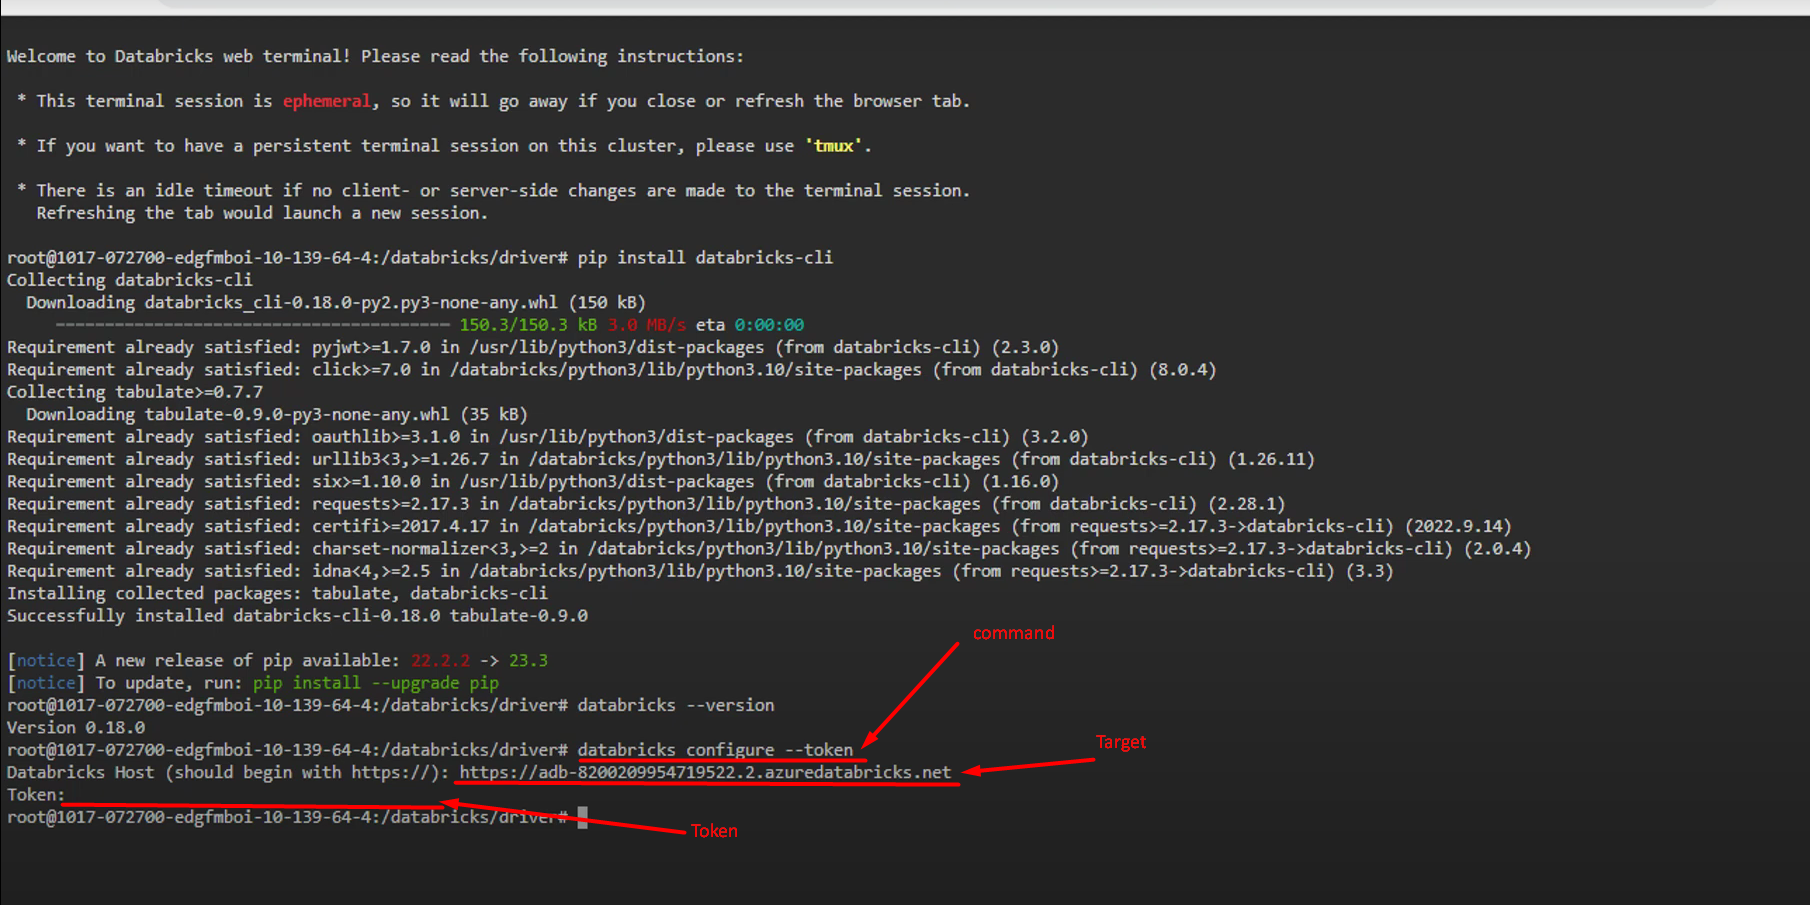 Welcome to Databricks web terminal! Please read the following instructions:
* This terminal session is ephemeral, so it will go away if you close or refresh the browser tab.
* If you want to have a persistent terminal session on this cluster, please use 'tmux'.
* There is an idle timeout if no client- or server-side changes are made to the terminal session.
Refreshing the tab would launch a new session.
root@1017-072700-edgfmboi-10-139-64-4:/databricks/driver# pip install databricks-cli
Collecting databricks-cli
Downloading databricks_cli-0.18.0-py2.py3-none-any.whl (150 kB)
---------------------------------------- 150.3/150.3 kB 3.0 MB/s eta 0:00:00
Requirement already satisfied: pyjwt>=1.7.0 in /usr/lib/python3/dist-packages (from databricks-cli) (2.3.0)
Requirement already satisfied: click>=7.0 in /databricks/python3/lib/python3.10/site-packages (from databricks-cli) (8.0.4)
Collecting tabulate>=0.7.7
Downloading tabulate-0.9.0-py3-none-any.whl (35 kB)
Requirement already satisfied: oauthlib>=3.1.0 in /usr/lib/python3/dist-packages (from databricks-cli) (3.2.0)
Requirement already satisfied: urllib3<3,>=1.26.7 in /databricks/python3/lib/python3.10/site-packages (from databricks-cli) (1.26.11)
Requirement already satisfied: six>=1.10.0 in /usr/lib/python3/dist-packages (from databricks-cli) (1.16.0)
Requirement already satisfied: requests>=2.17.3 in /databricks/python3/lib/python3.10/site-packages (from databricks-cli) (2.28.1)
Requirement already satisfied: certifi>=2017.4.17 in /databricks/python3/lib/python3.10/site-packages (from requests>=2.17.3->databricks-cli) (2022.9.14)
Requirement already satisfied: charset-normalizer<3,>=2 in /databricks/python3/lib/python3.10/site-packages (from requests>=2.17.3->databricks-cli) (2.0.4)
Requirement already satisfied: idna<4,>=2.5 in /databricks/python3/lib/python3.10/site-packages (from requests>=2.17.3->databricks-cli) (3.3)
Installing collected packages: tabulate, databricks-cli
Successfully installed databricks-cli-0.18.0 tabulate-0.9.0
command
[notice] A new release of pip available: 22.2.2 -> 23.3
[notice] To update, run: pip install --upgrade pip
root@1017-072700-edgfmboi-10-139-64-4:/databricks/driver# databricks --version
Version 0.18.0
root@1017-072700-edgfmboi-10-139-64-4:/databricks/driver# databricks configure --token
Target
Databricks Host (should begin with https://): https://adb-8200209954719522.2.azuredatabricks.net
Token:
root@1017-072700-edgfmboi-10-139-64-4:/databricks/driver#
Token